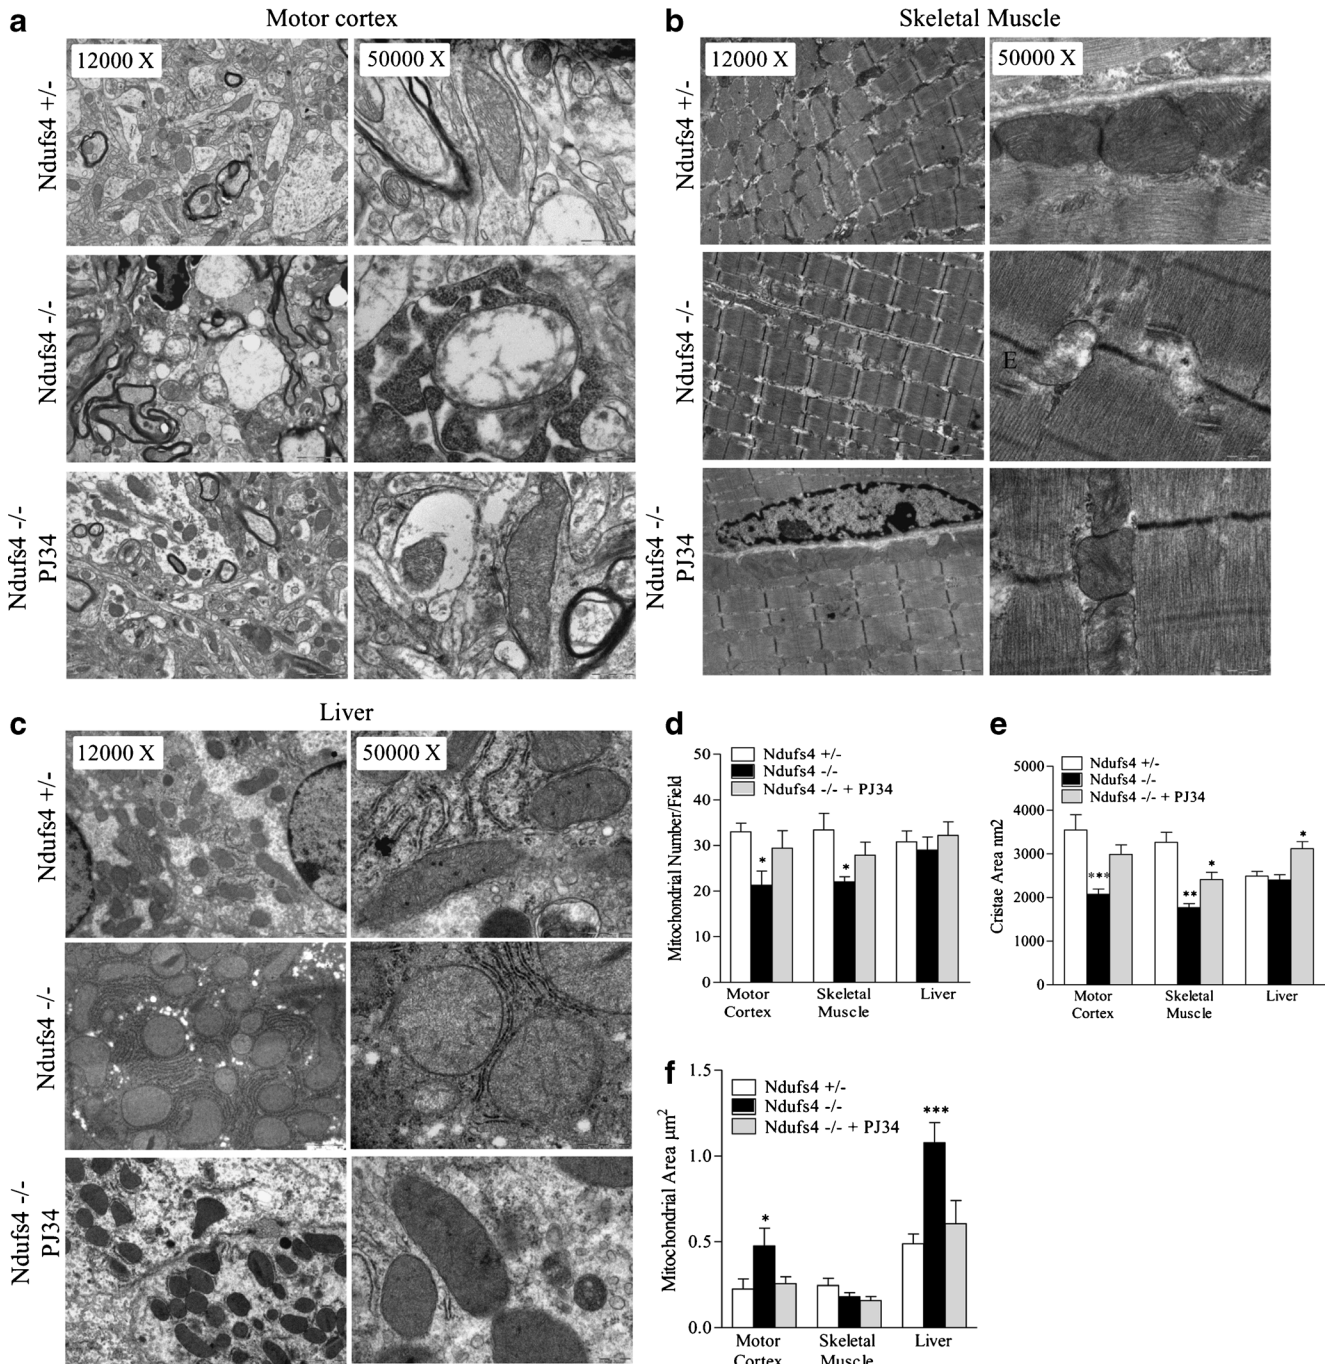 a
Motor cortex
12000 X
50000 X
Ndufs4 +/-
Ndufs4 -/-
Ndufs4 -/-
PJ34
b
Skeletal Muscle
12000 X
50000 X
Ndufs4 +/-
Ndufs4 -/-
E
Ndufs4 -/-
PJ34
c
Liver
12000 X
50000 X
Ndufs4 +/-
Ndufs4 -/-
Ndufs4 -/-
PJ34
d
Ndufs4 +/-
Ndufs4 -/-
Ndufs4 -/- + PJ34
Mitochondrial Number/Field
50
40
30
20
10
0
*
*
Motor
Cortex
Skeletal
Muscle
Liver
e
Ndufs4 +/-
Ndufs4 -/-
Ndufs4 -/- + PJ34
Cristae Area nm2
5000
4000
3000
2000
1000
0
***
**
*
*
Motor
Cortex
Skeletal
Muscle
Liver
f
Ndufs4 +/-
Ndufs4 -/-
Ndufs4 -/- + PJ34
Mitochondrial Area µm²
1.5
1.0
0.5
0.0
*
***
Motor
Cortex
Skeletal
Muscle
Liver